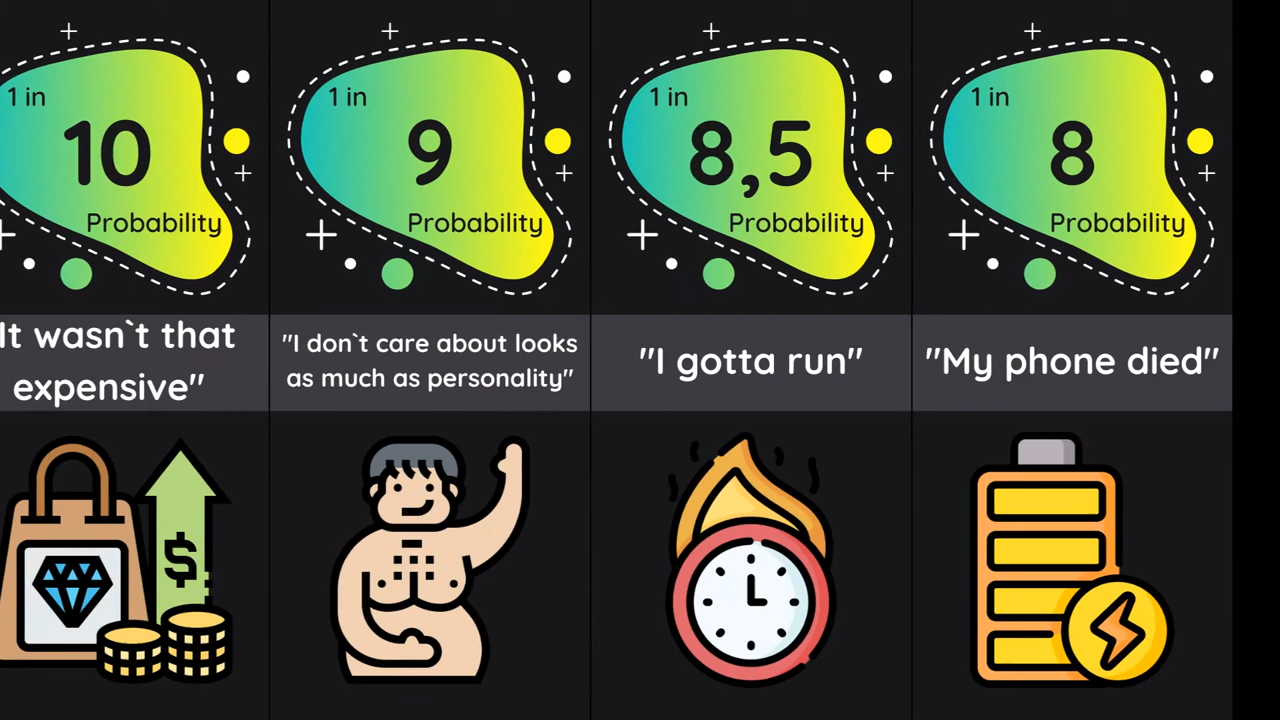 1 in
10
Probability
It wasn`t that
expensive"
1 in
9
Probability
"I don`t care about looks
as much as personality"
1 in
8,5
Probability
"I gotta run"
1 in
8
Probability
"My phone died"
$